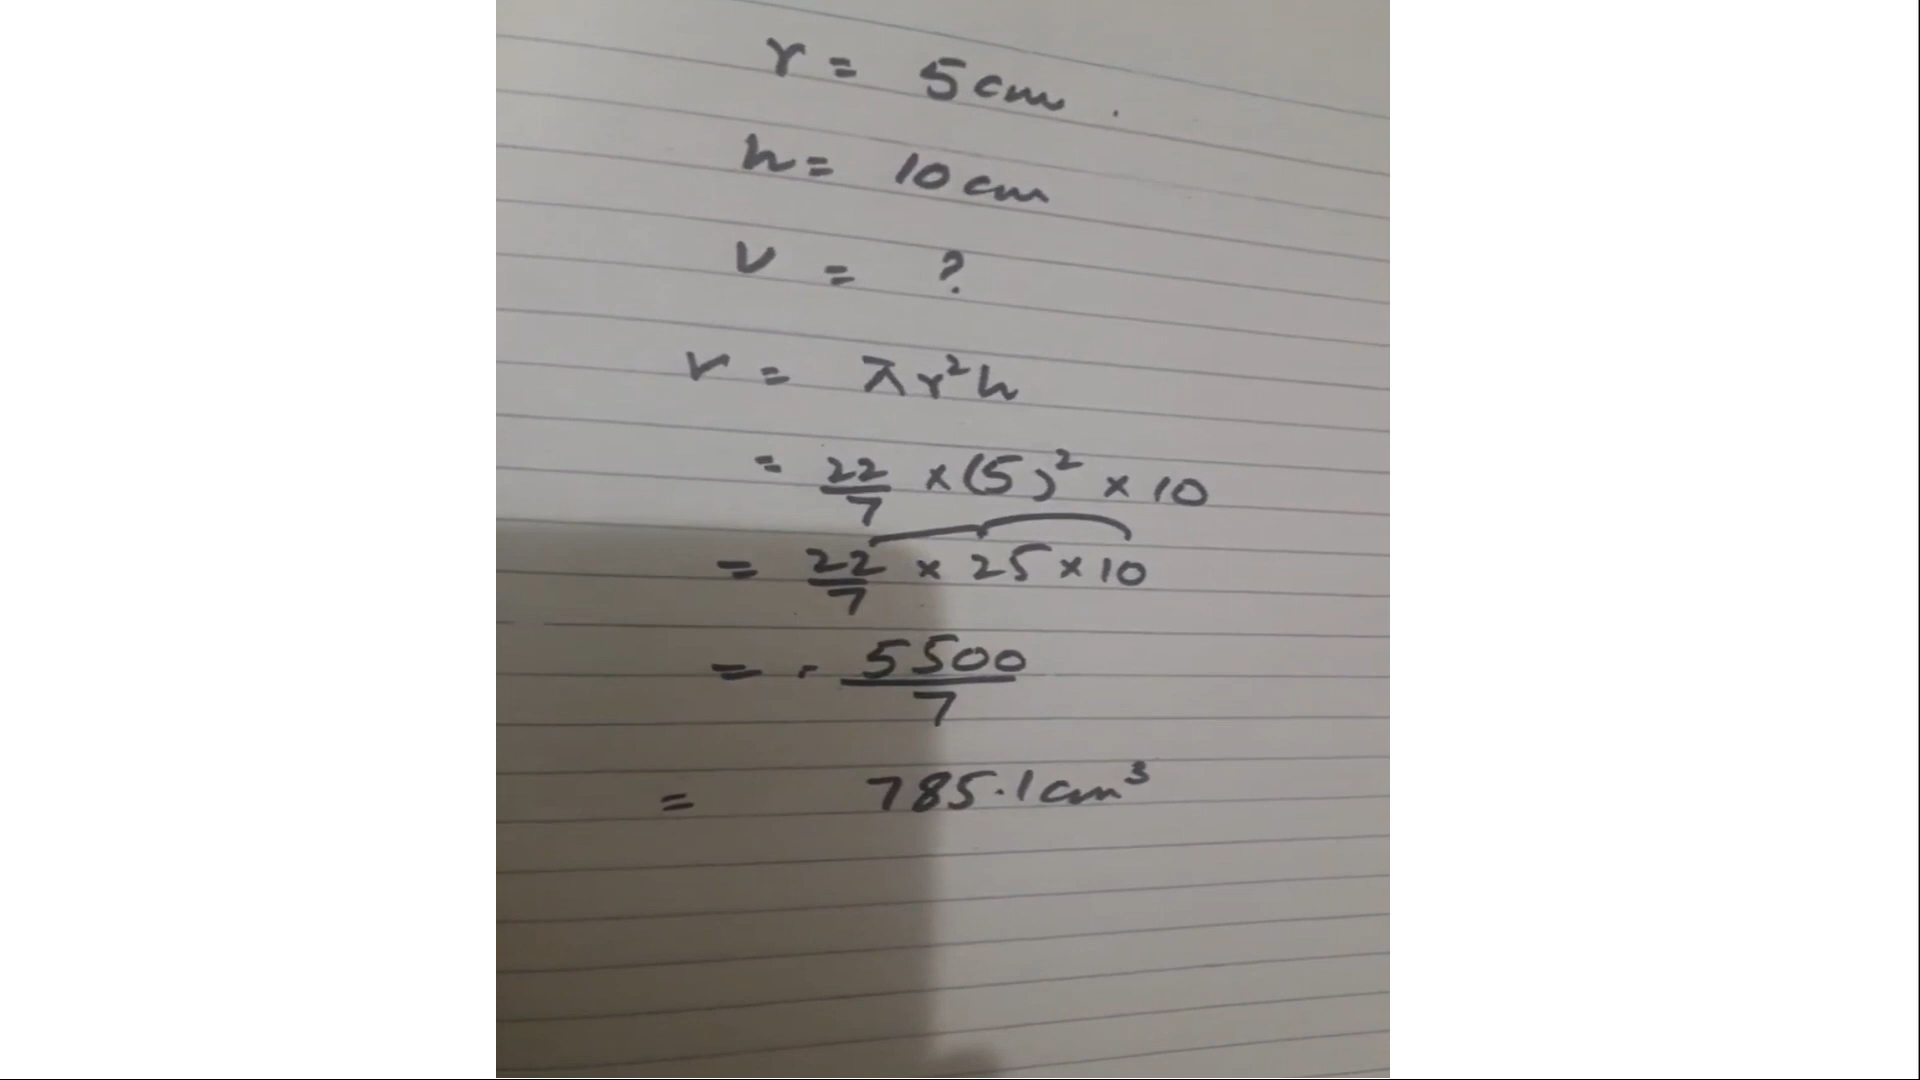 r = 5cm.
h = 10cm
V = ?
V = πr²h
= 22/7 × (5)² × 10
= 22/7 × 25 × 10
= 5500/7
= 785.1cm³